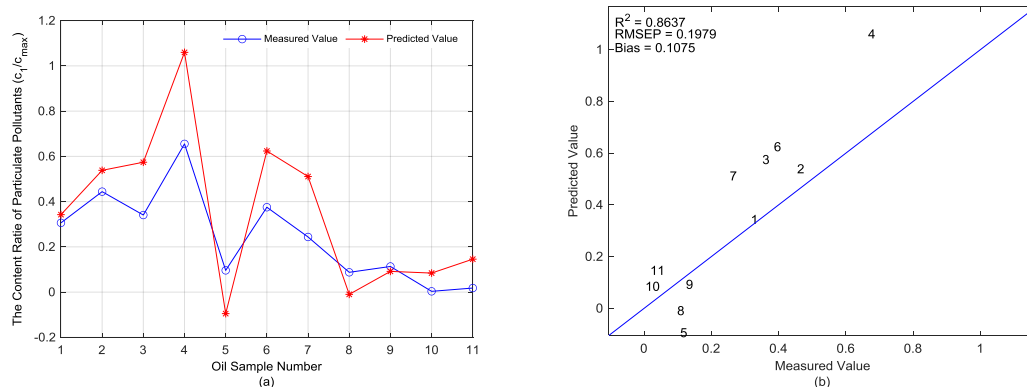 1.2
1
0.8
0.6
0.4
0.2
0
-0.2
The Content Ratio of Particulate Pollutants (c₁/c_max)
Measured Value
Predicted Value
1 2 3 4 5 6 7 8 9 10 11
Oil Sample Number
(a)
R² = 0.8637
RMSEP = 0.1979
Bias = 0.1075
1
0.8
0.6
0.4
0.2
0
Predicted Value
4
6
3
2
7
1
11
10
9
8
5
0 0.2 0.4 0.6 0.8 1
Measured Value
(b)